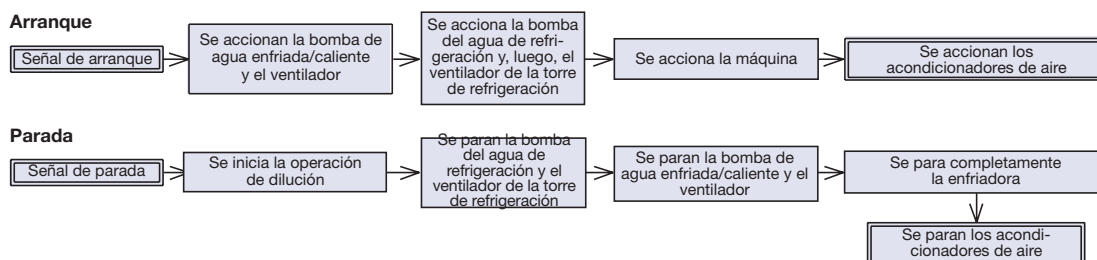 Arranque
Señal de arranque
Se accionan la bomba de
agua enfriada/caliente
y el ventilador
Se acciona la bomba
del agua de refri-
geración y, luego, el
ventilador de la torre
de refrigeración
Se acciona la máquina
Se accionan los
acondicionadores de aire
Parada
Señal de parada
Se inicia la operación
de dilución
Se paran la bomba
del agua de
refrigeración y el
ventilador de la torre
de refrigeración
Se paran la bomba de
agua enfriada/caliente y el
ventilador
Se para completamente
la enfriadora
Se paran los acondi-
cionadores de aire